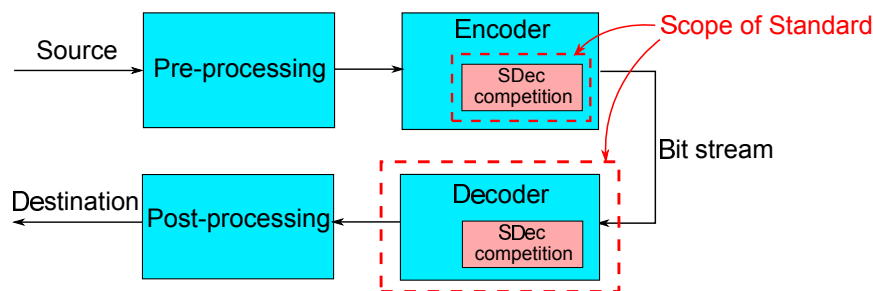 Source
Pre-processing
Encoder
SDec
competition
Scope of Standard
Bit stream
Destination
Post-processing
Decoder
SDec
competition